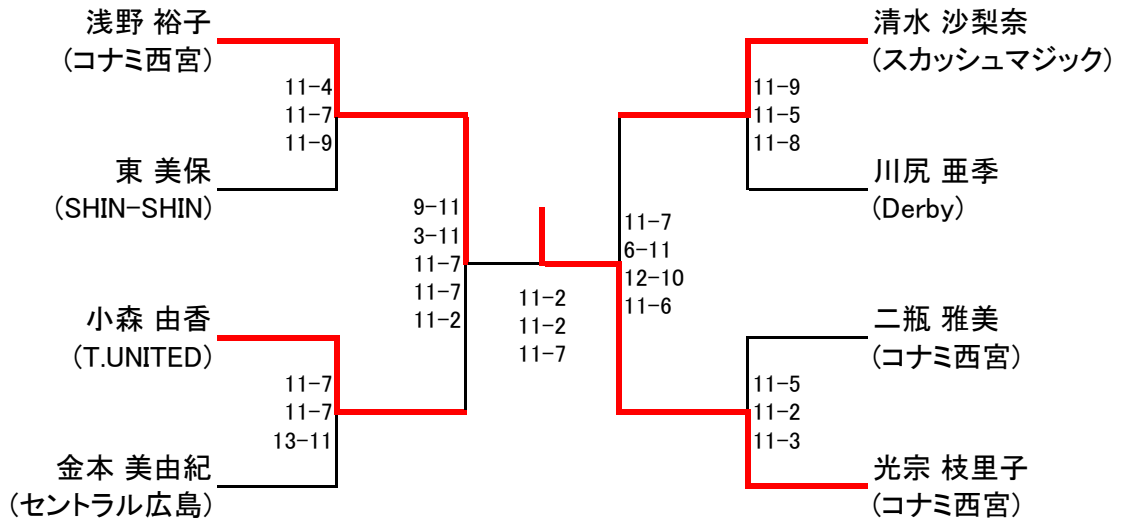 浅野 裕子
(コナミ西宮)
11-4
11-7
11-9
東 美保
(SHIN-SHIN)
9-11
3-11
11-7
11-7
11-2
小森 由香
(T.UNITED)
11-7
11-7
13-11
金本 美由紀
(セントラル広島)
11-2
11-2
11-7
清水 沙梨奈
(スカッシュマジック)
11-9
11-5
11-8
川尻 亜季
(Derby)
11-7
6-11
12-10
11-6
二瓶 雅美
(コナミ西宮)
11-5
11-2
11-3
光宗 枝里子
(コナミ西宮)